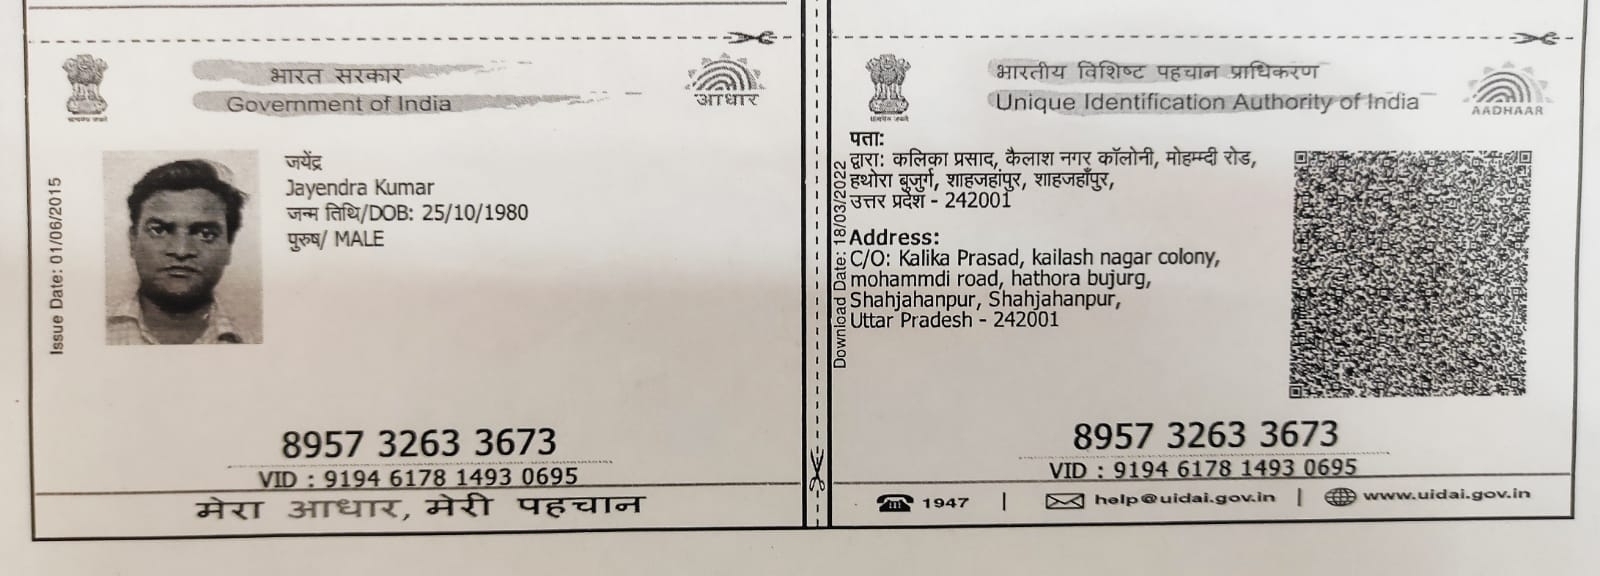 भारत सरकार
Government of India
आधार
Issue Date: 01/06/2015
जयेंद्र
Jayendra Kumar
जन्म तिथि/DOB: 25/10/1980
पुरुष/ MALE
8957 3263 3673
VID : 9194 6178 1493 0695
मेरा आधार, मेरी पहचान
भारतीय विशिष्ट पहचान प्राधिकरण
Unique Identification Authority of India
AADHAAR
Download Date: 18/03/2022
पता:
द्वारा: कलिका प्रसाद, कैलाश नगर कॉलोनी, मोहम्म्दी रोड,
हथोरा बुजुर्ग, शाहजहांपुर, शाहजहाँपुर,
उत्तर प्रदेश - 242001
Address:
C/O: Kalika Prasad, kailash nagar colony,
mohammdi road, hathora bujurg,
Shahjahanpur, Shahjahanpur,
Uttar Pradesh - 242001
8957 3263 3673
VID : 9194 6178 1493 0695
1947 | help@uidai.gov.in | www.uidai.gov.in